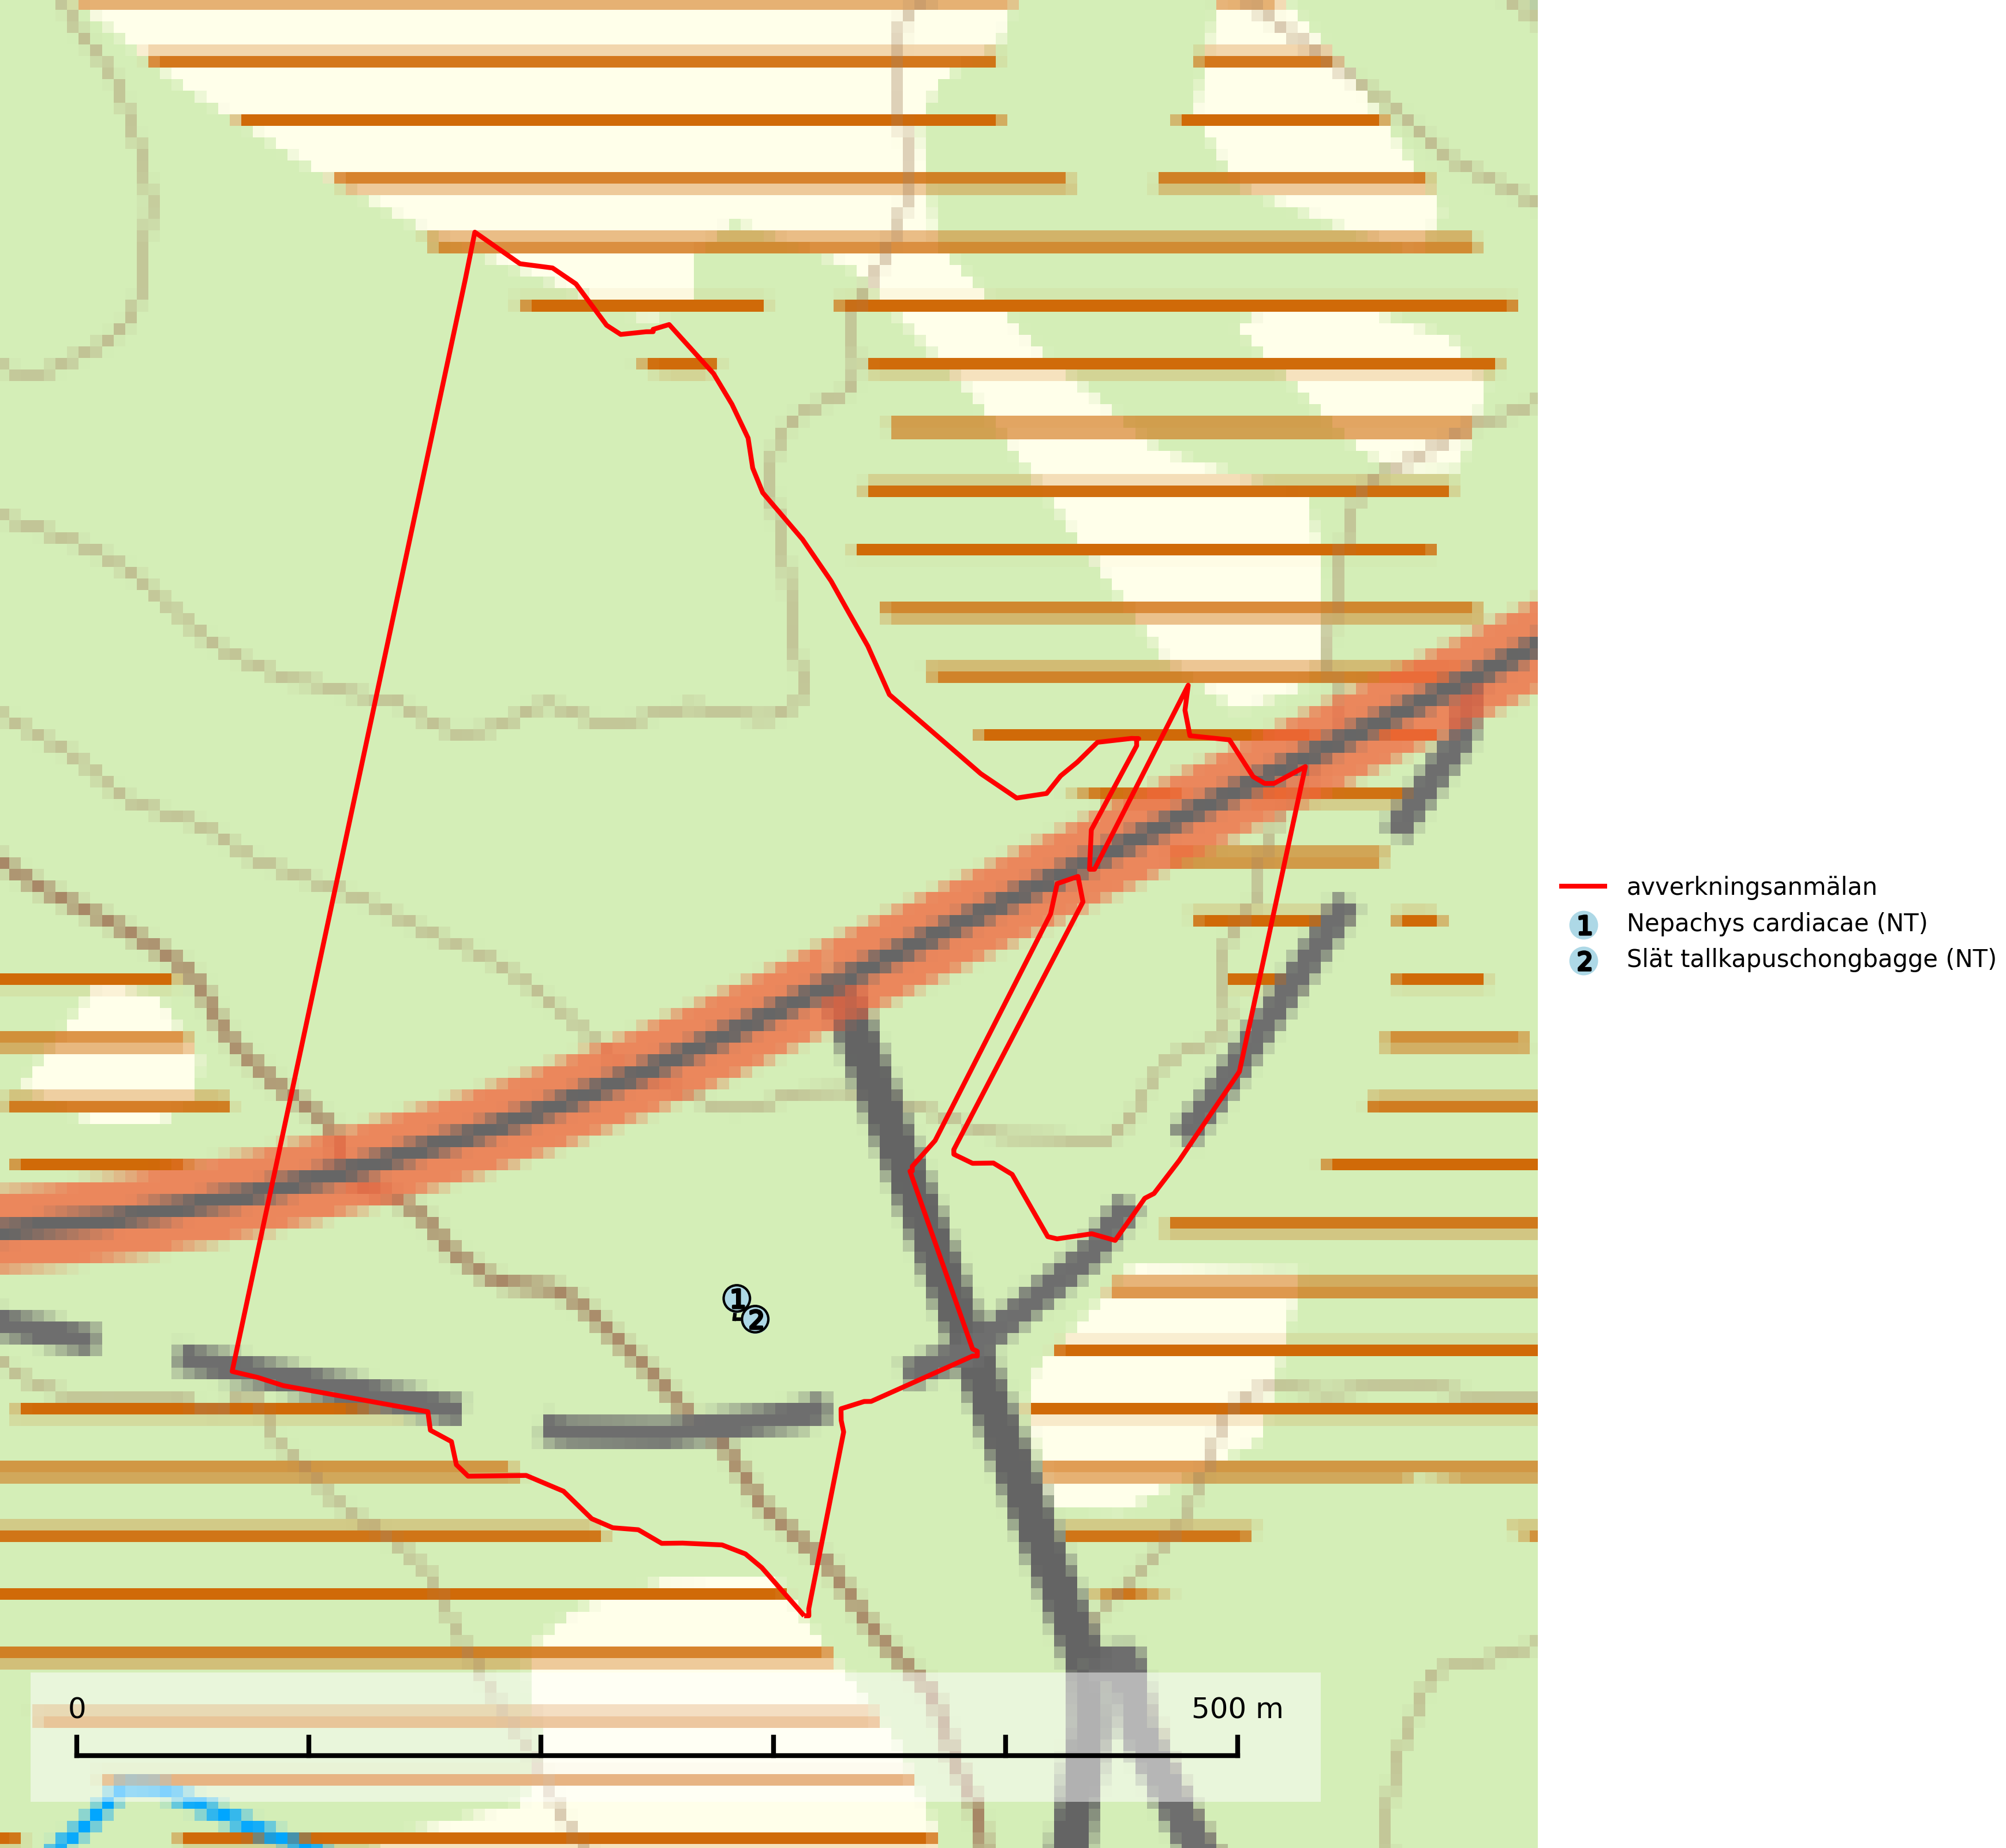 avverkningsanmälan
1 Nepachys cardiacae (NT)
2 Slät tallkapuschongbagge (NT)
1
2
0 500 m